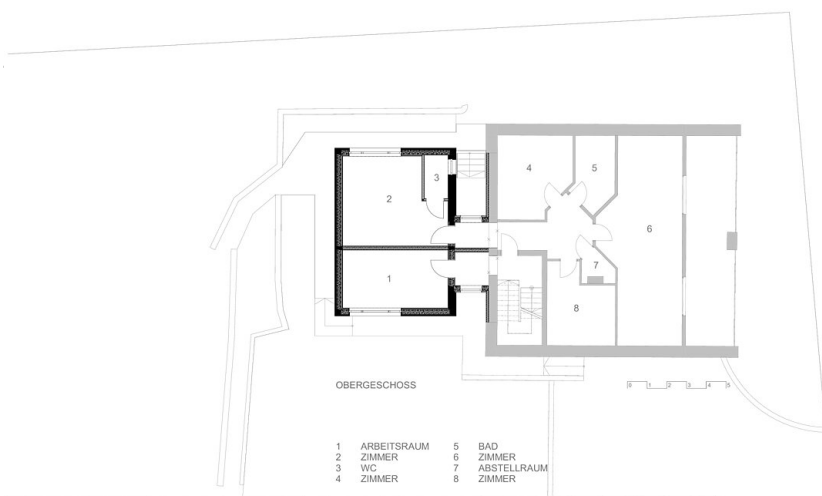 3
4
5
2
6
7
1
8
OBERGESCHOSS
0 1 2 3 4 5
1 ARBEITSRAUM 5 BAD
2 ZIMMER 6 ZIMMER
3 WC 7 ABSTELLRAUM
4 ZIMMER 8 ZIMMER